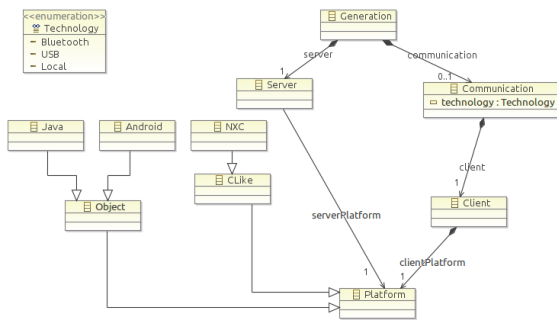 <<enumeration>>
Technology
Bluetooth
USB
Local
Generation
server
communication
1
0..1
Server
Communication
technology : Technology
Java
Android
NXC
CLike
client
1
Object
Client
serverPlatform
clientPlatform
1
1
Platform